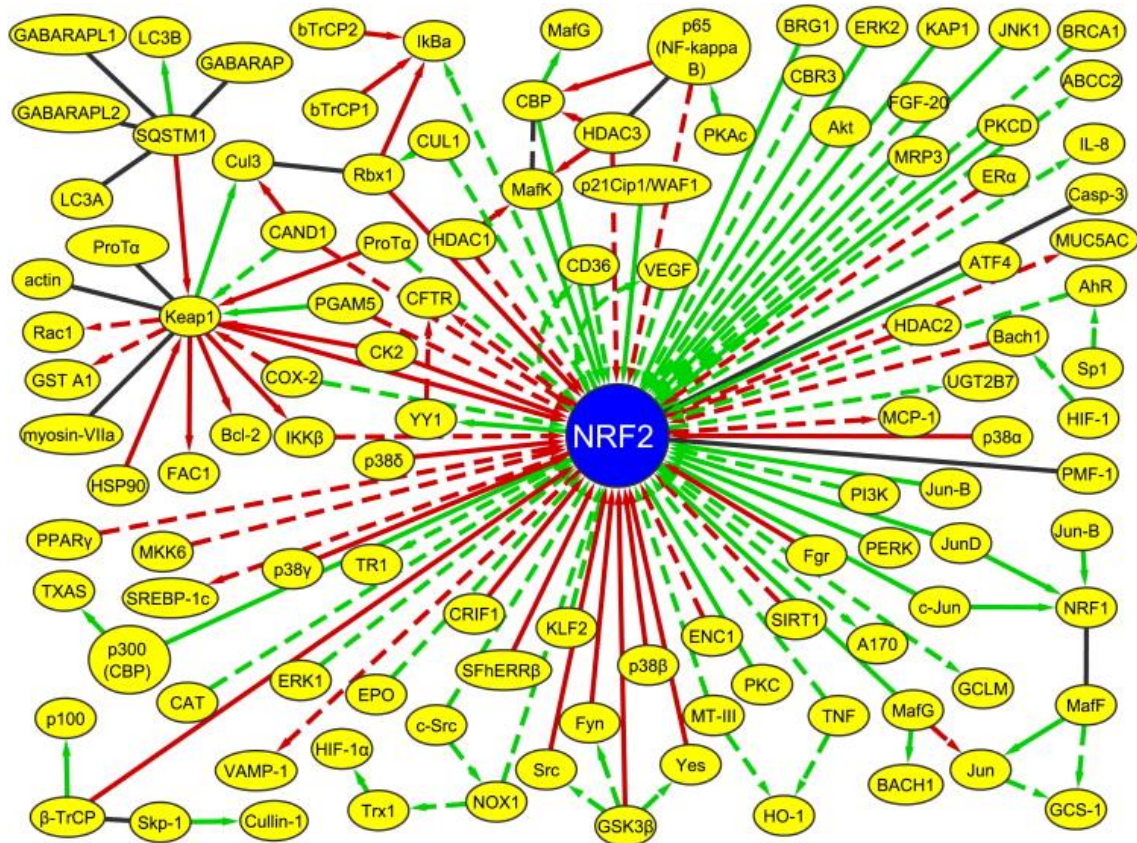 GABARAPL1
LC3B
GABARAP
GABARAPL2
SQSTM1
LC3A
bTrCP2
IkBa
bTrCP1
MafG
p65
(NF-kappa
B)
CBP
HDAC3
PKAc
BRG1
ERK2
KAP1
JNK1
BRCA1
CBR3
ABCC2
FGF-20
Akt
PKCD
MRP3
IL-8
Cul3
Rbx1
CUL1
MafK
p21Cip1/WAF1
ERα
Casp-3
ProTα
CAND1
ProTα
HDAC1
CD36
VEGF
ATF4
MUC5AC
actin
Keap1
PGAM5
CFTR
AhR
Rac1
HDAC2
Bach1
GST A1
COX-2
CK2
UGT2B7
Sp1
myosin-VIIa
Bcl-2
IKKβ
YY1
NRF2
MCP-1
HIF-1
p38α
HSP90
FAC1
p38δ
PMF-1
PI3K
Jun-B
PPARγ
MKK6
Jun-B
TXAS
SREBP-1c
p38γ
TR1
Fgr
PERK
JunD
p300
(CBP)
CRIF1
KLF2
ENC1
SIRT1
c-Jun
NRF1
A170
CAT
ERK1
EPO
SFhERRβ
p38β
PKC
GCLM
p100
c-Src
Fyn
MT-III
TNF
MafG
MafF
VAMP-1
HIF-1α
Src
Yes
Jun
β-TrCP
Skp-1
Cullin-1
Trx1
NOX1
GSK3β
HO-1
BACH1
GCS-1